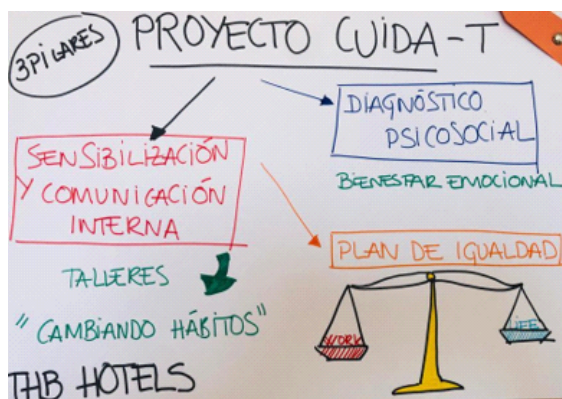 3 PILARES
PROYECTO CUIDA-T
DIAGNÓSTICO
PSICOSOCIAL
BIENESTAR EMOCIONAL
SENSIBILIZACIÓN
Y COMUNICACIÓN
INTERNA
TALLERES
"CAMBIANDO HÁBITOS"
PLAN DE IGUALDAD
WORK
LIFE
THB HOTELS